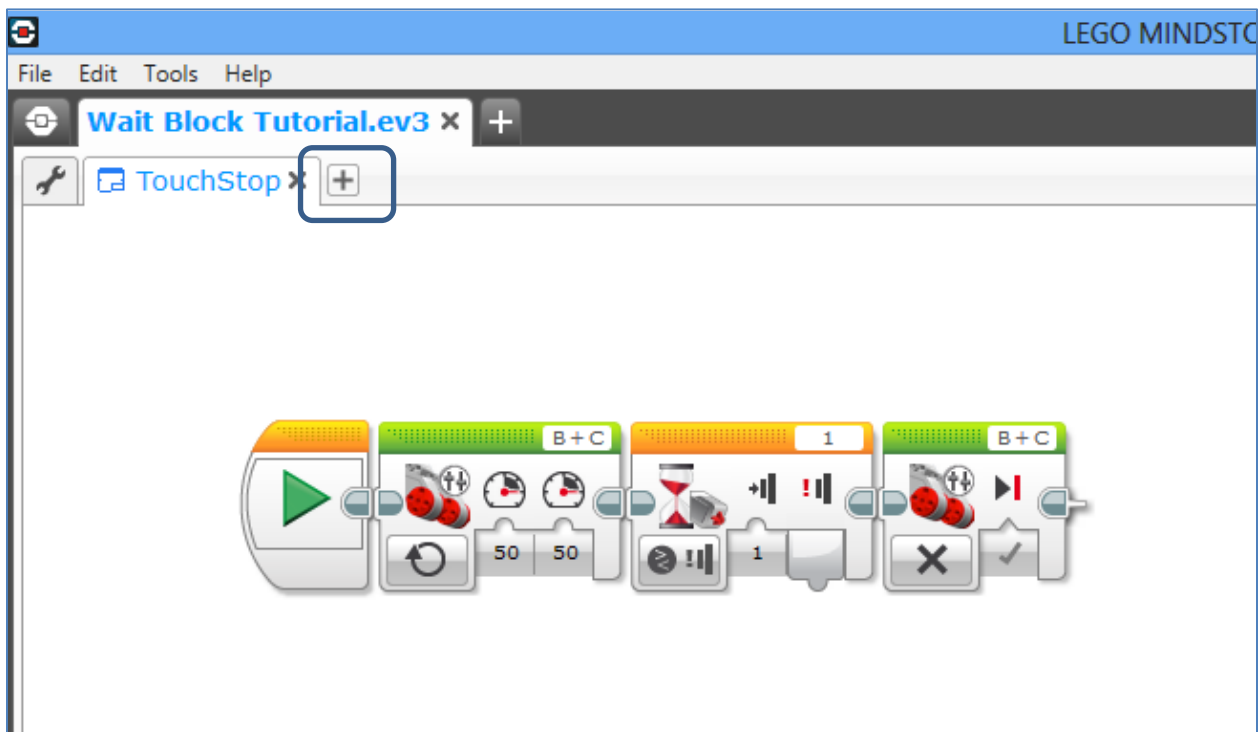 LEGO MINDSTO
File Edit Tools Help
Wait Block Tutorial.ev3
TouchStop
B+C 1 B+C
50 50 1